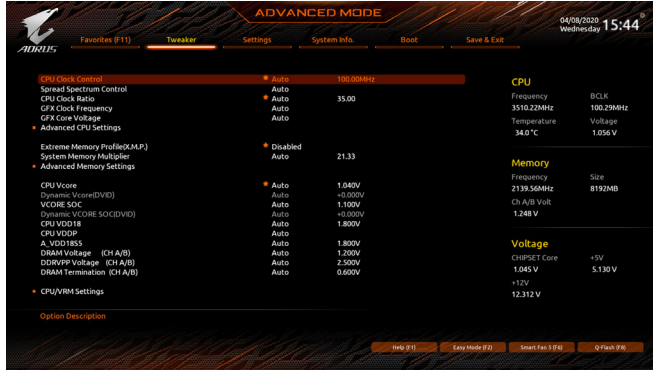 ADVANCED MODE
04/08/2020 Wednesday 15:44
AORUS
Favorites (F11) Tweaker Settings System Info. Boot Save & Exit
CPU Clock Control Auto 100.00MHz
Spread Spectrum Control Auto
CPU Clock Ratio Auto 35.00
GFX Clock Frequency Auto
GFX Core Voltage Auto
Advanced CPU Settings
Extreme Memory Profile(X.M.P.) Disabled
System Memory Multiplier Auto 21.33
Advanced Memory Settings
CPU Vcore Auto 1.040V
Dynamic Vcore(DVID) Auto +0.000V
VCORE SOC Auto 1.100V
Dynamic VCORE SOC(DVID) Auto +0.000V
CPU VDD18 Auto 1.800V
CPU VDDP Auto
A_VDD18S5 Auto 1.800V
DRAM Voltage (CH A/B) Auto 1.200V
DDRVPP Voltage (CH A/B) Auto 2.500V
DRAM Termination (CH A/B) Auto 0.600V
CPU/VRM Settings
Option Description
CPU
Frequency BCLK
3510.22MHz 100.29MHz
Temperature Voltage
34.0 °C 1.056 V
Memory
Frequency Size
2139.56MHz 8192MB
Ch A/B Volt
1.248 V
Voltage
CHIPSET Core +5V
1.045 V 5.130 V
+12V
12.312 V
Help (F1) Easy Mode (F2) Smart Fan 5 (F6) Q-Flash (F8)